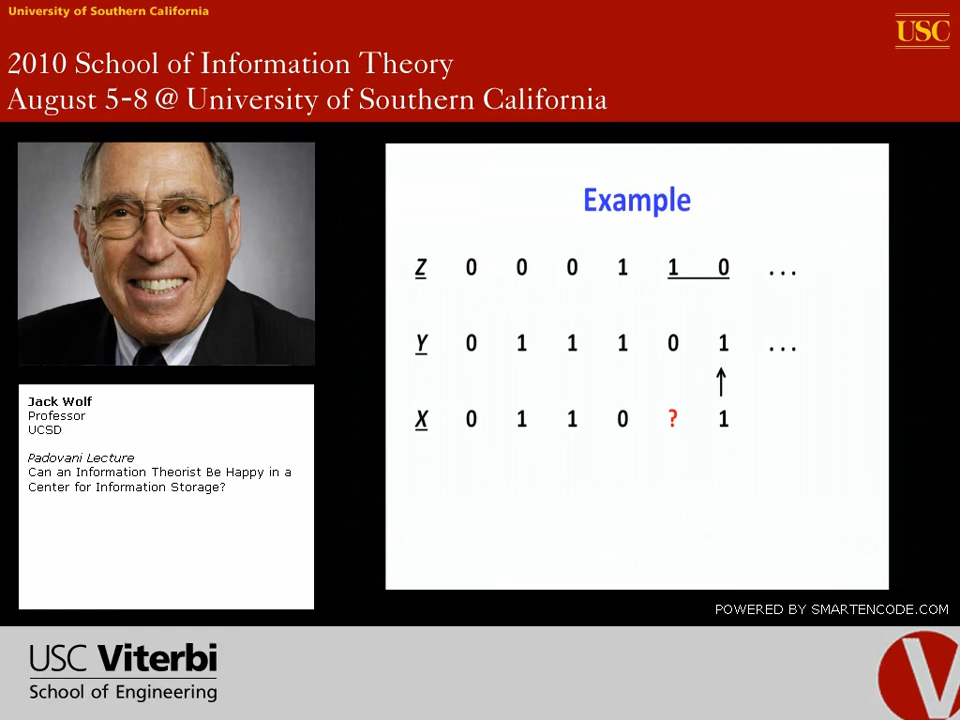 University of Southern California
USC
2010 School of Information Theory
August 5-8 @ University of Southern California
Example
Z 0 0 0 1 1 0 ...
Y 0 1 1 1 0 1 ...
X 0 1 1 0 ? 1
Jack Wolf
Professor
UCSD
Padovani Lecture
Can an Information Theorist Be Happy in a
Center for Information Storage?
POWERED BY SMARTENCODE.COM
USC Viterbi
School of Engineering
V